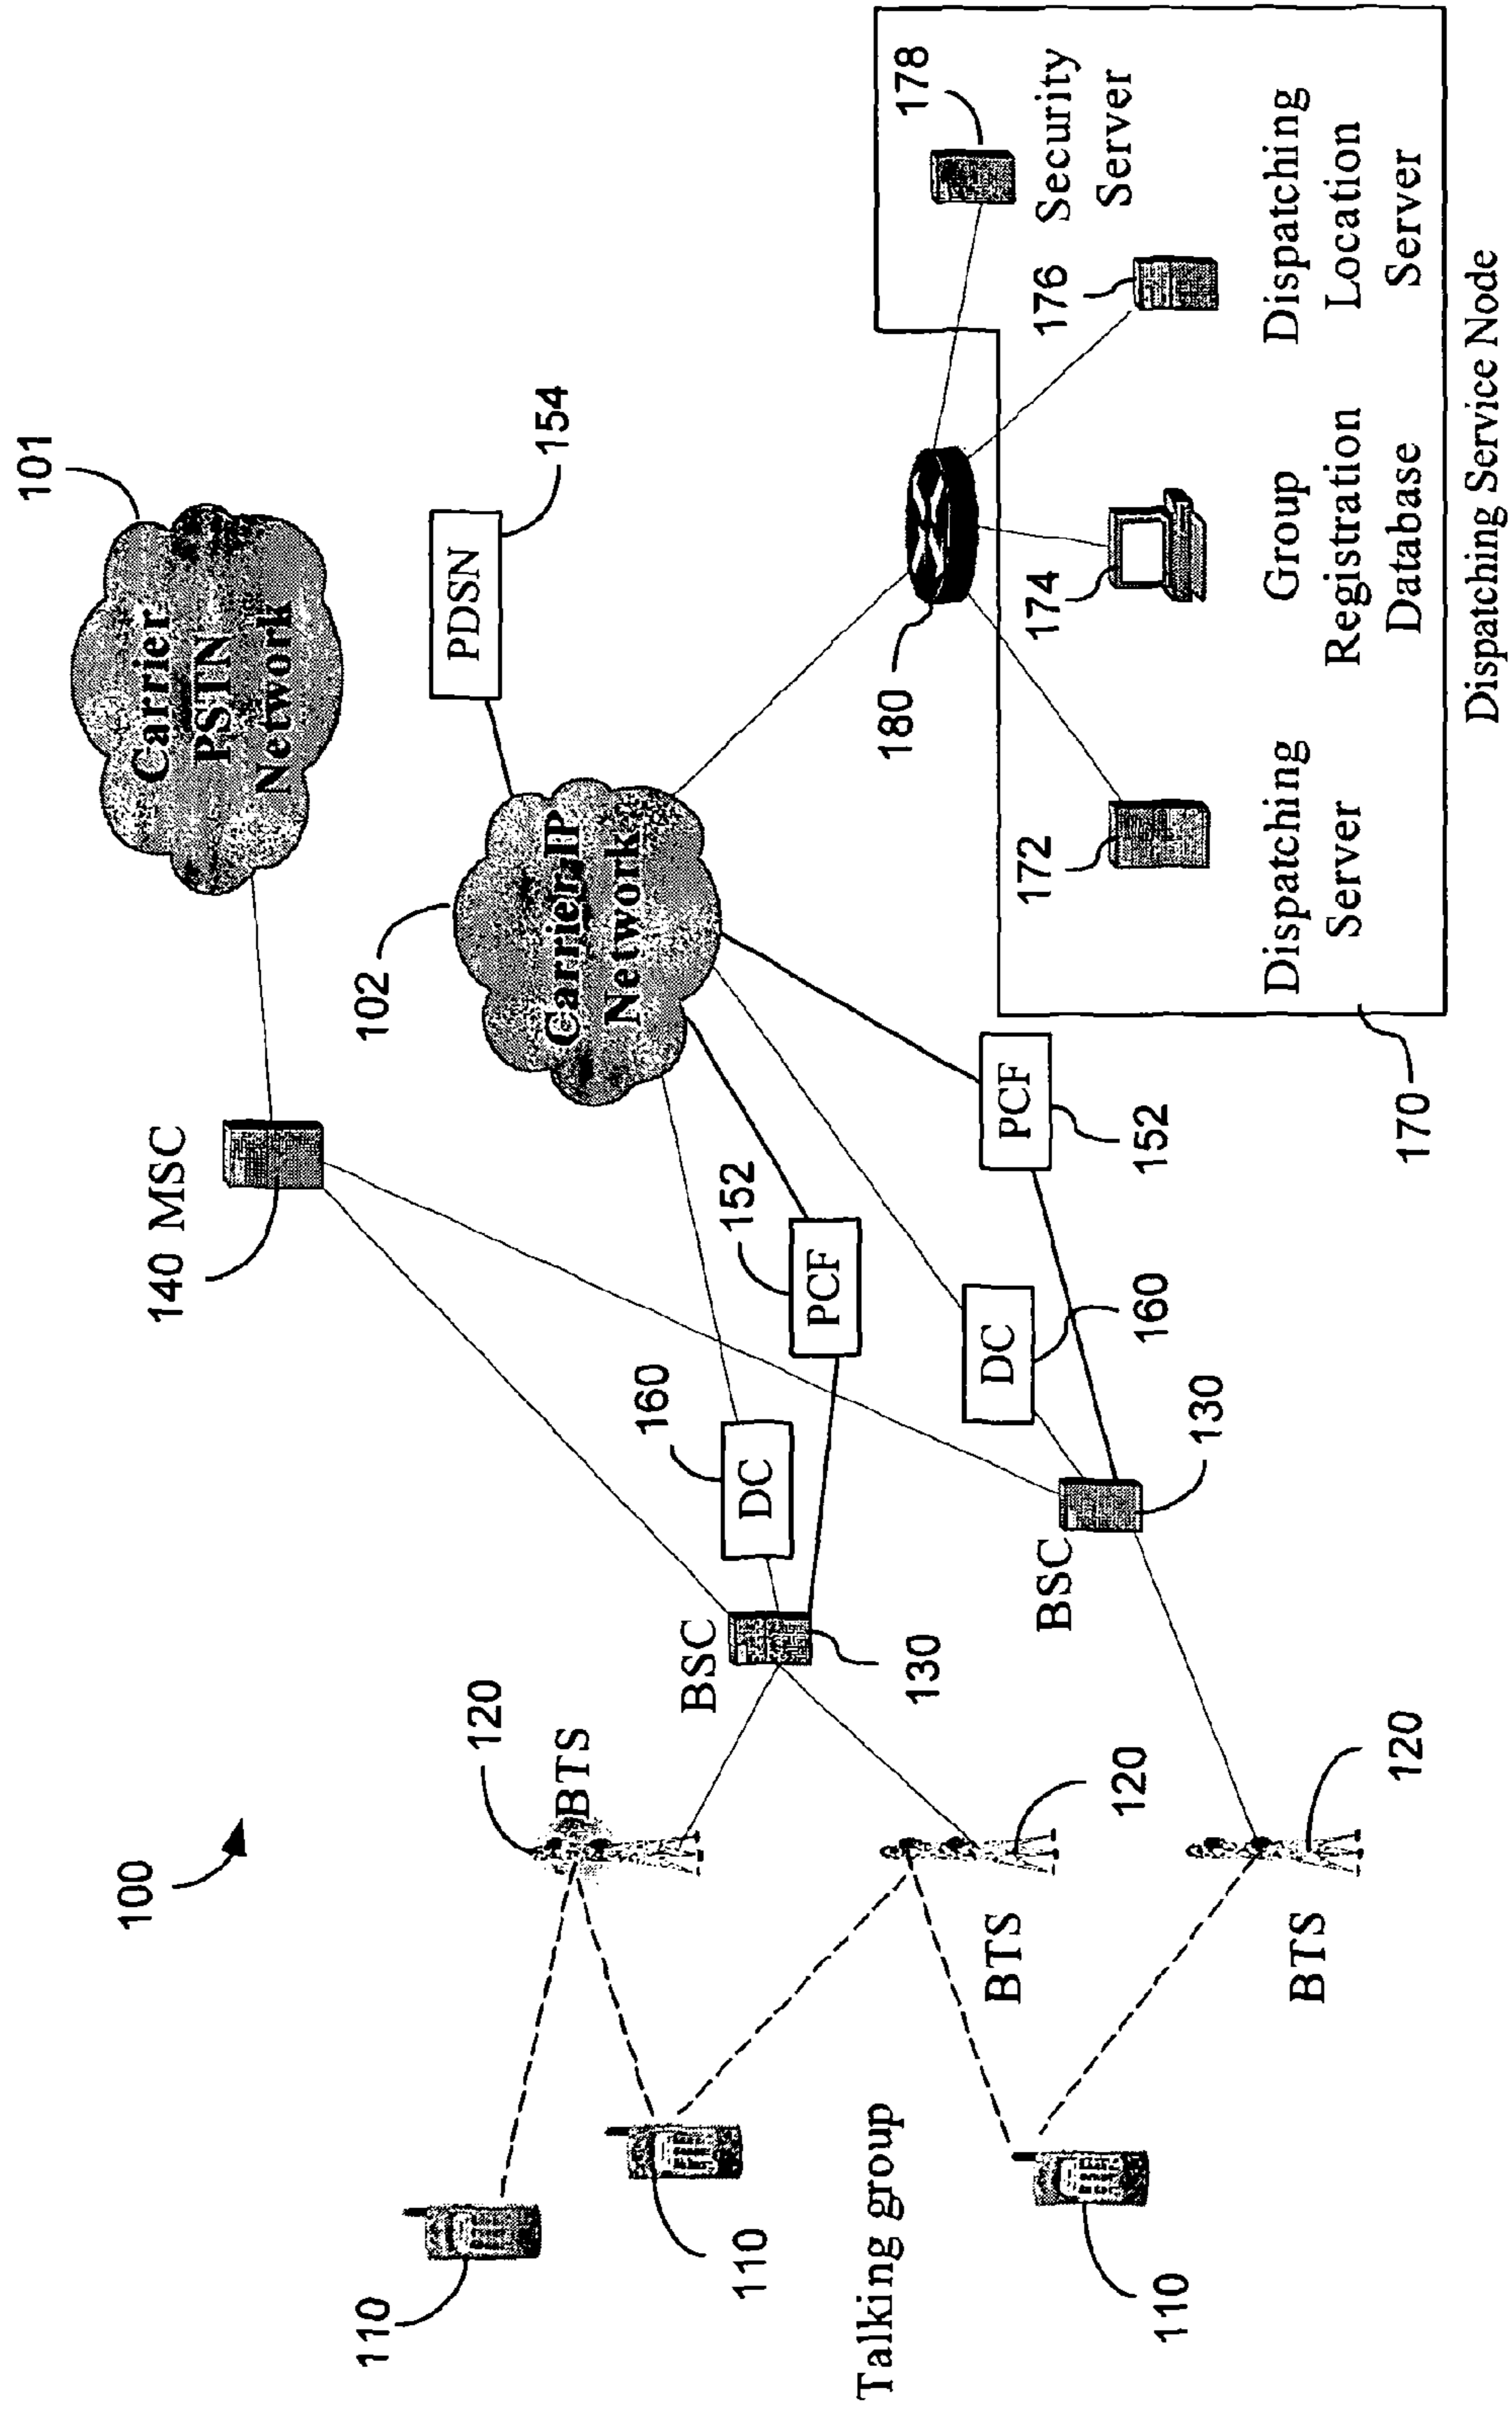 100
101
Carrier
PSTN
Network
140 MSC
102
Carrier IP
Network
PDSN
154
120
BTS
BSC
130
160
DC
152
PCF
110
110
Talking group
110
BTS
120
BTS
120
BSC
130
DC
160
PCF
152
180
178
Security
Server
176
Dispatching
Location
Server
174
Group
Registration
Database
172
Dispatching
Server
170
Dispatching Service Node